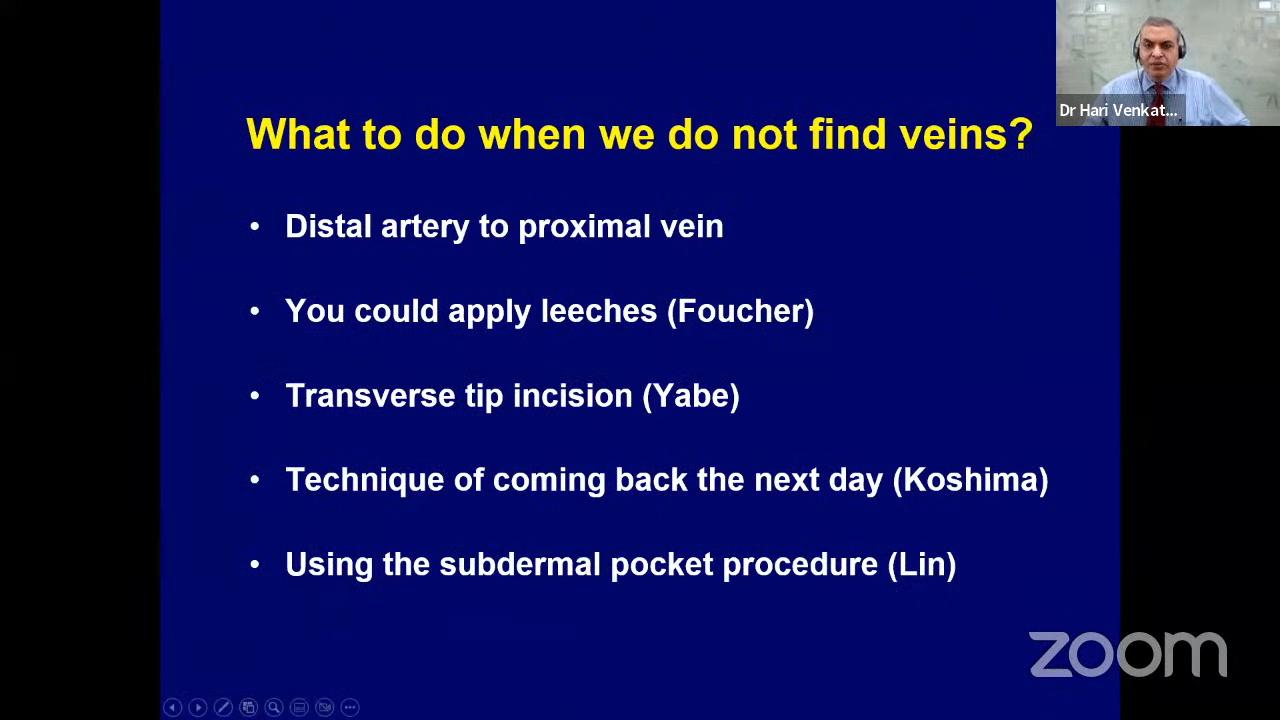 Dr Hari Venkat...
What to do when we do not find veins?
• Distal artery to proximal vein
• You could apply leeches (Foucher)
• Transverse tip incision (Yabe)
• Technique of coming back the next day (Koshima)
• Using the subdermal pocket procedure (Lin)
zoom